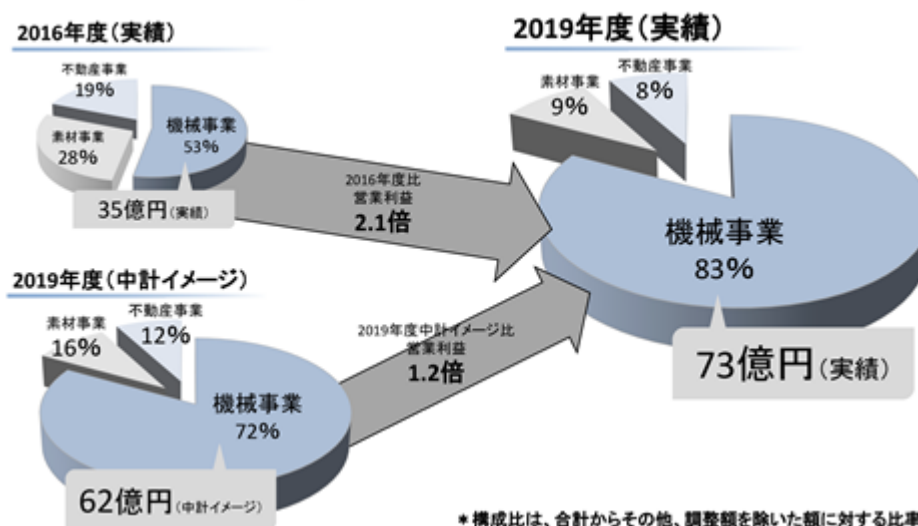 2016年度(実績)
不動産事業
19%
機械事業
53%
素材事業
28%
35億円(実績)
2016年度比
営業利益
2.1倍
2019年度(中計イメージ)
不動産事業
12%
素材事業
16%
機械事業
72%
62億円(中計イメージ)
2019年度中計イメージ比
営業利益
1.2倍
2019年度(実績)
不動産事業
8%
素材事業
9%
機械事業
83%
73億円(実績)
*構成比は、合計からその他、調整額を除いた額に対する比率